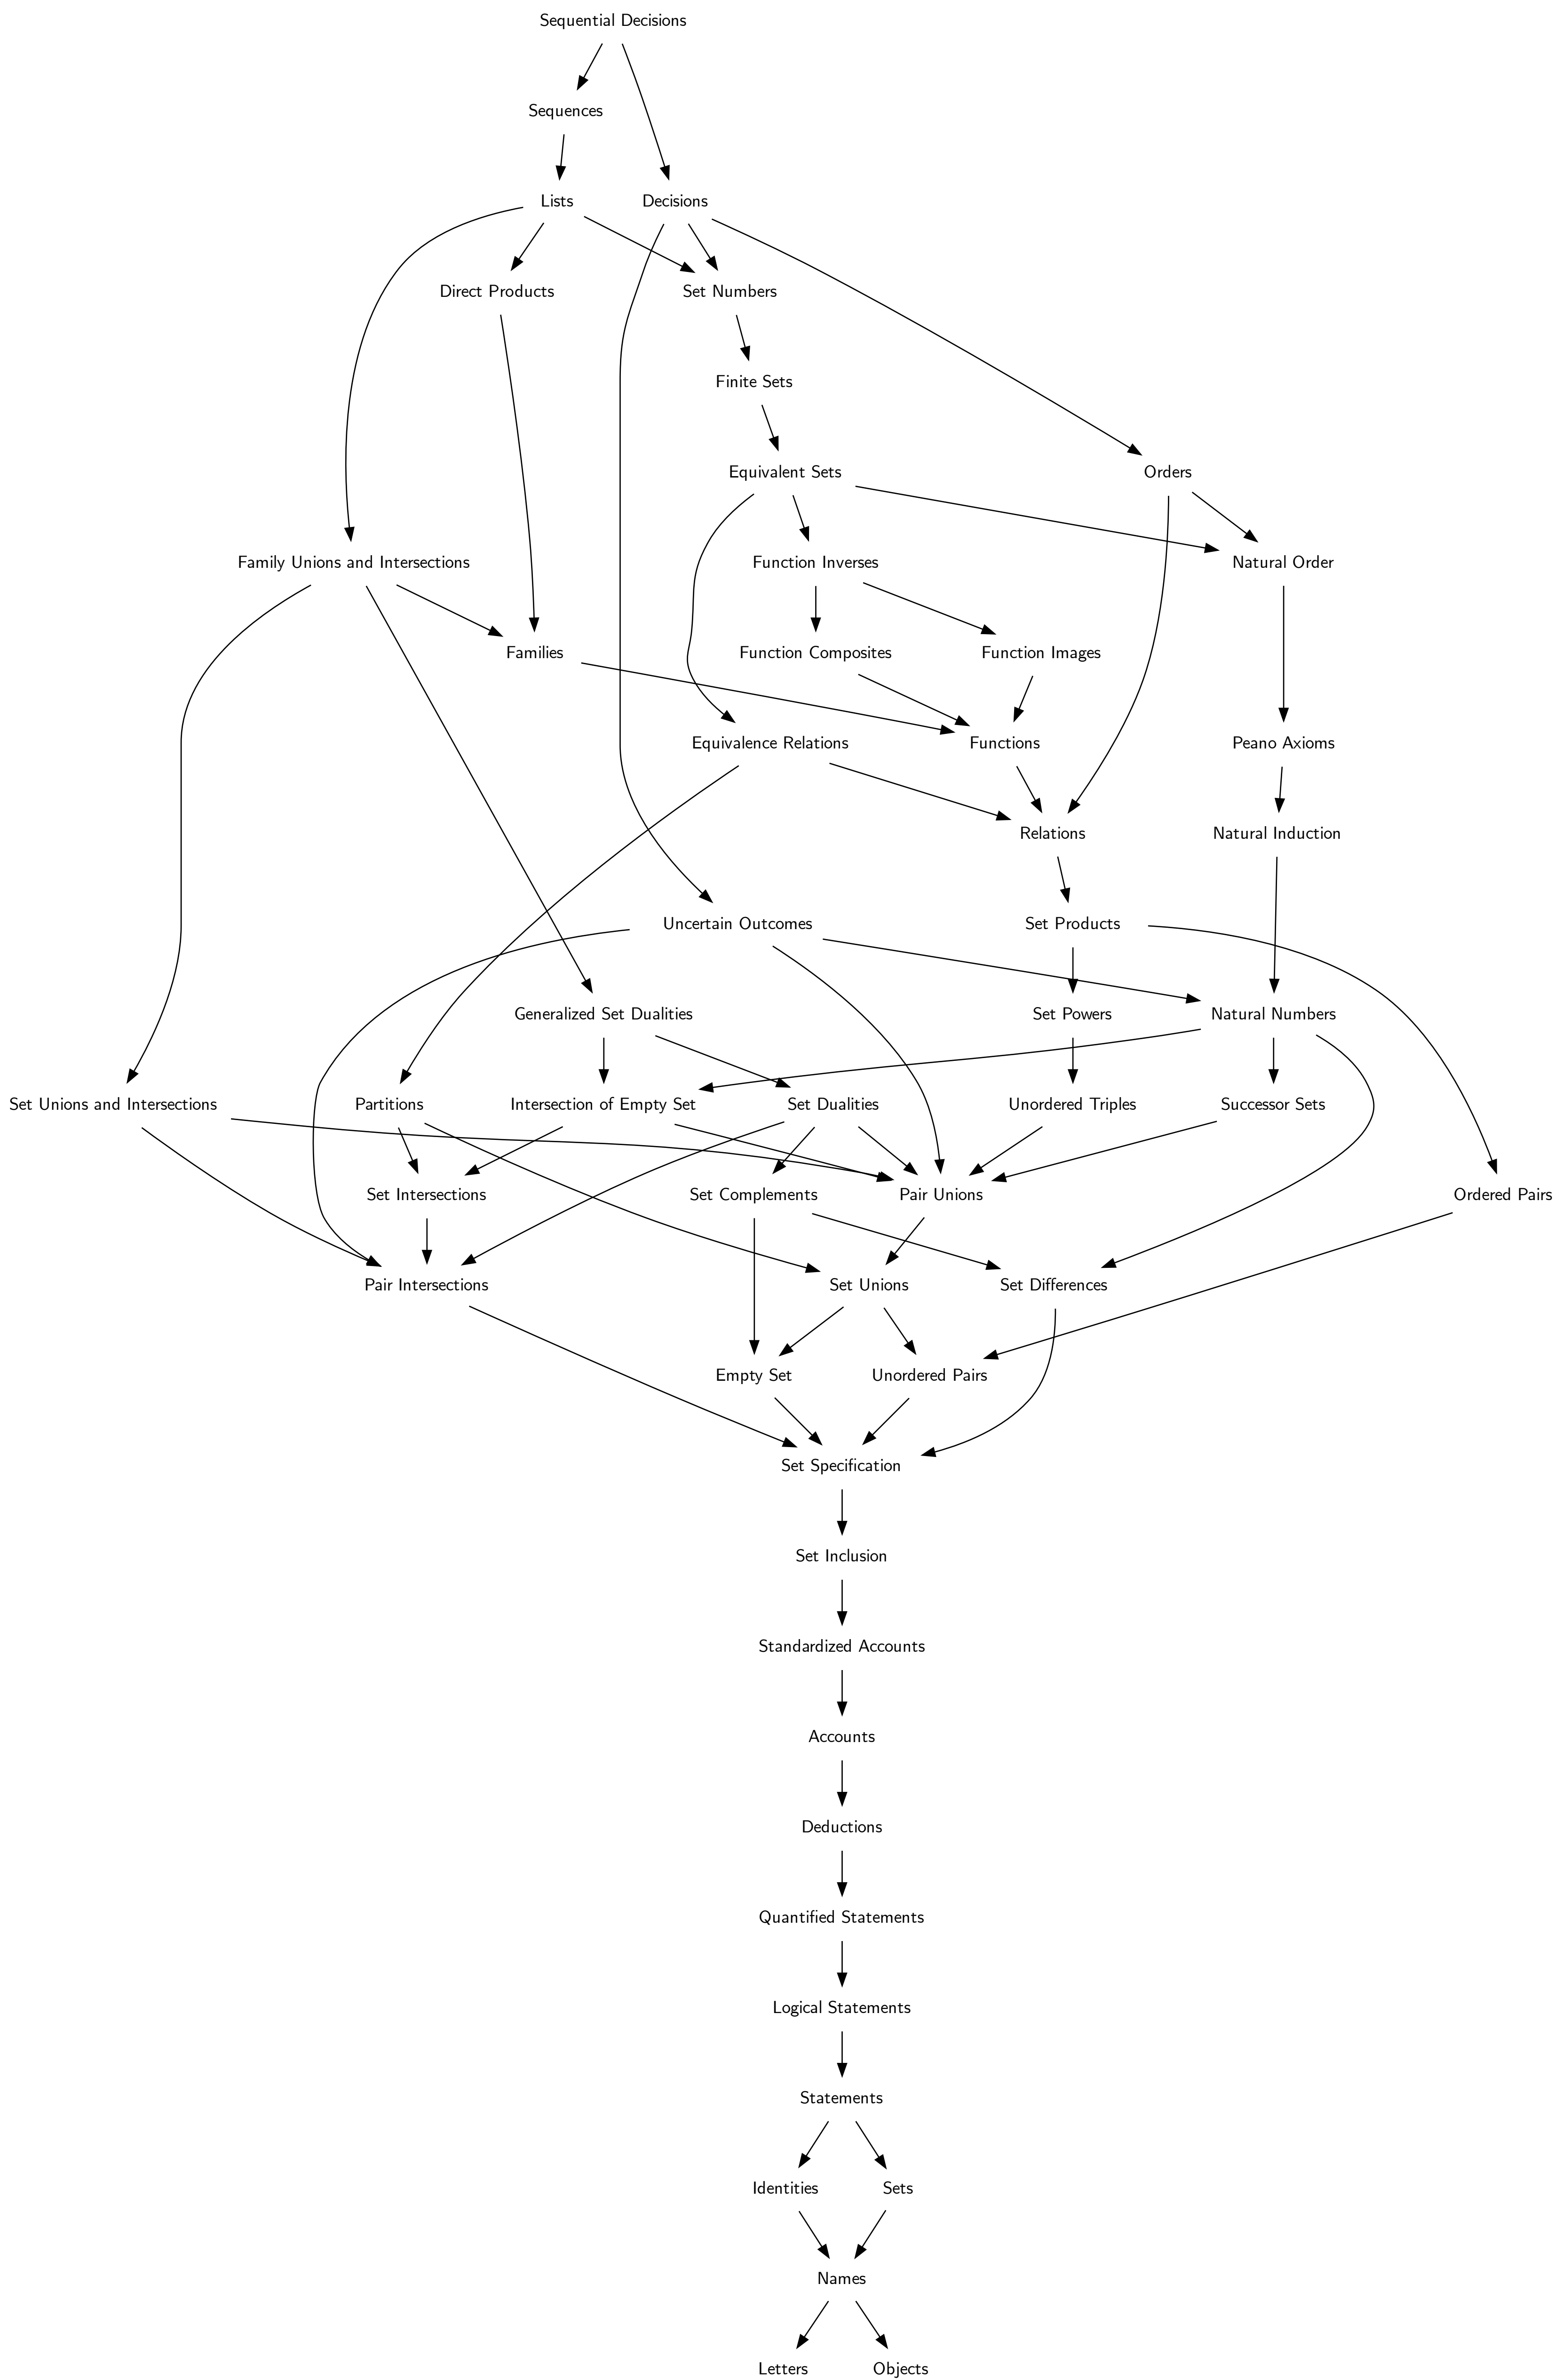 Sequential Decisions
Sequences
Lists
Decisions
Direct Products
Set Numbers
Finite Sets
Equivalent Sets
Orders
Family Unions and Intersections
Function Inverses
Natural Order
Families
Function Composites
Function Images
Equivalence Relations
Functions
Peano Axioms
Relations
Natural Induction
Uncertain Outcomes
Set Products
Generalized Set Dualities
Set Powers
Natural Numbers
Set Unions and Intersections
Partitions
Intersection of Empty Set
Set Dualities
Unordered Triples
Successor Sets
Set Intersections
Set Complements
Pair Unions
Ordered Pairs
Pair Intersections
Set Unions
Set Differences
Empty Set
Unordered Pairs
Set Specification
Set Inclusion
Standardized Accounts
Accounts
Deductions
Quantified Statements
Logical Statements
Statements
Identities
Sets
Names
Letters
Objects